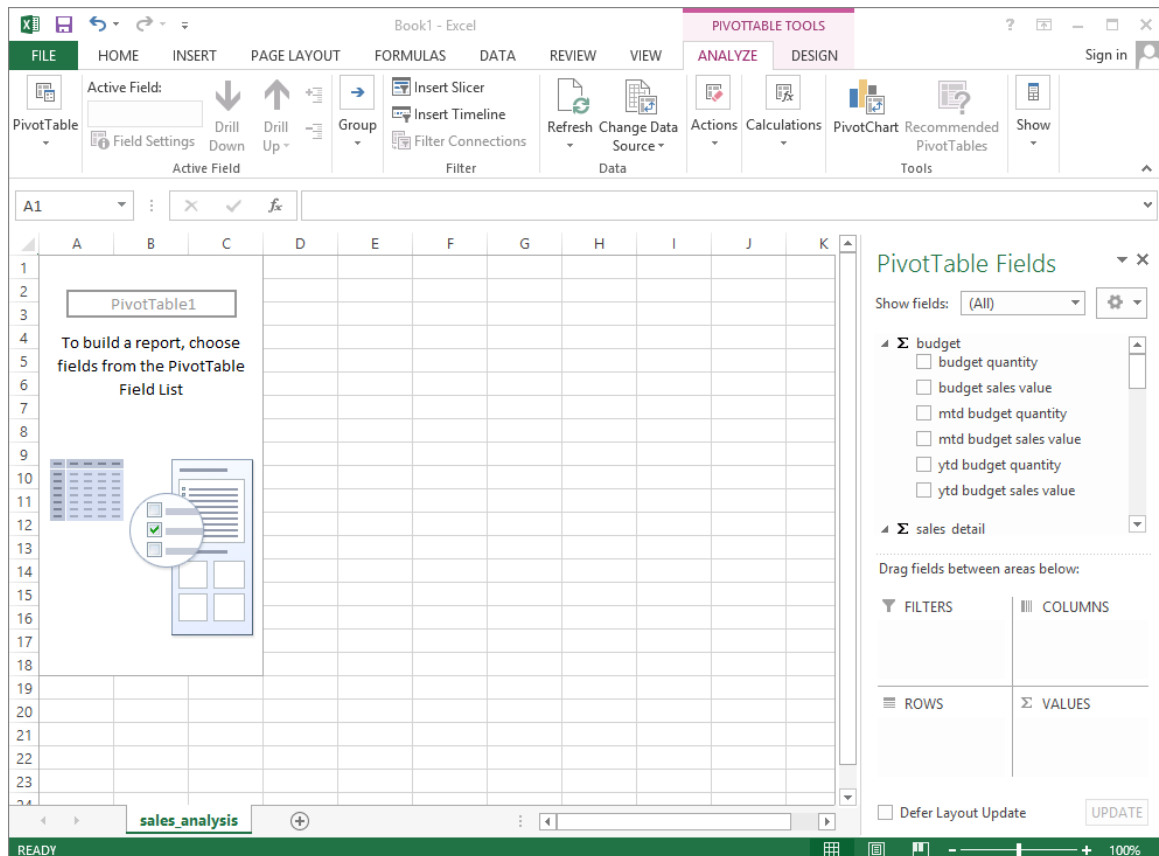 Book1 - Excel
PIVOTTABLE TOOLS
?
FILE HOME INSERT PAGE LAYOUT FORMULAS DATA REVIEW VIEW ANALYZE DESIGN Sign in
PivotTable
Active Field:
Field Settings
Drill Down
Drill Up
Active Field
Group
Insert Slicer
Insert Timeline
Filter Connections
Filter
Refresh
Change Data Source
Data
Actions
Calculations
PivotChart
Recommended PivotTables
Tools
Show
A1
fx
A B C D E F G H I J K
1
2
3
4
5
6
7
8
9
10
11
12
13
14
15
16
17
18
19
20
21
22
23
24
PivotTable1
To build a report, choose
fields from the PivotTable
Field List
PivotTable Fields
Show fields: (All)
Σ budget
budget quantity
budget sales value
mtd budget quantity
mtd budget sales value
ytd budget quantity
ytd budget sales value
Σ sales detail
Drag fields between areas below:
FILTERS
COLUMNS
ROWS
Σ VALUES
Defer Layout Update
UPDATE
sales_analysis
READY
100%